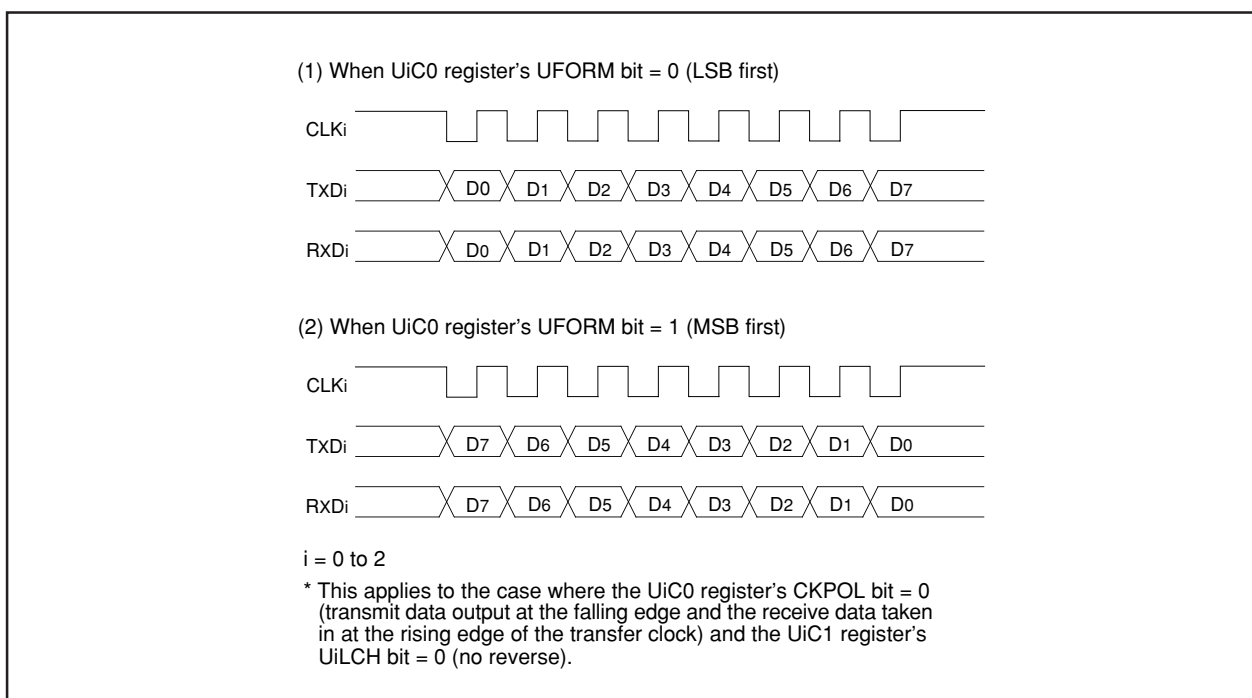 (1) When UiC0 register's UFORM bit = 0 (LSB first)
CLKi
TXDi D0 D1 D2 D3 D4 D5 D6 D7
RXDi D0 D1 D2 D3 D4 D5 D6 D7
(2) When UiC0 register's UFORM bit = 1 (MSB first)
CLKi
TXDi D7 D6 D5 D4 D3 D2 D1 D0
RXDi D7 D6 D5 D4 D3 D2 D1 D0
i = 0 to 2
* This applies to the case where the UiC0 register's CKPOL bit = 0
(transmit data output at the falling edge and the receive data taken
in at the rising edge of the transfer clock) and the UiC1 register's
UiLCH bit = 0 (no reverse).